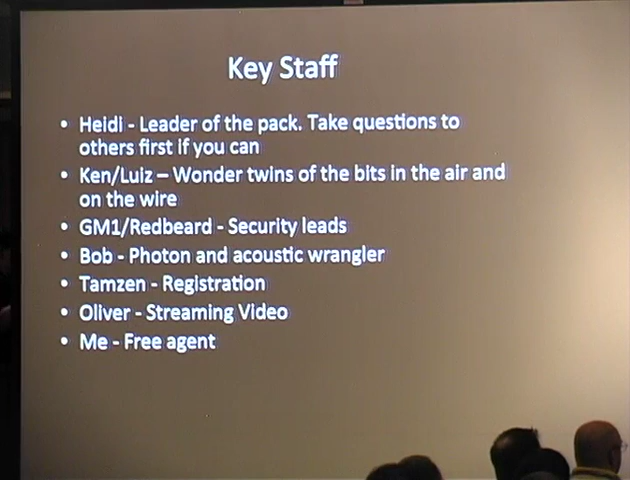 Key Staff
• Heidi - Leader of the pack. Take questions to
others first if you can
• Ken/Luiz – Wonder twins of the bits in the air and
on the wire
• GM1/Redbeard - Security leads
• Bob - Photon and acoustic wrangler
• Tamzen - Registration
• Oliver - Streaming Video
• Me - Free agent